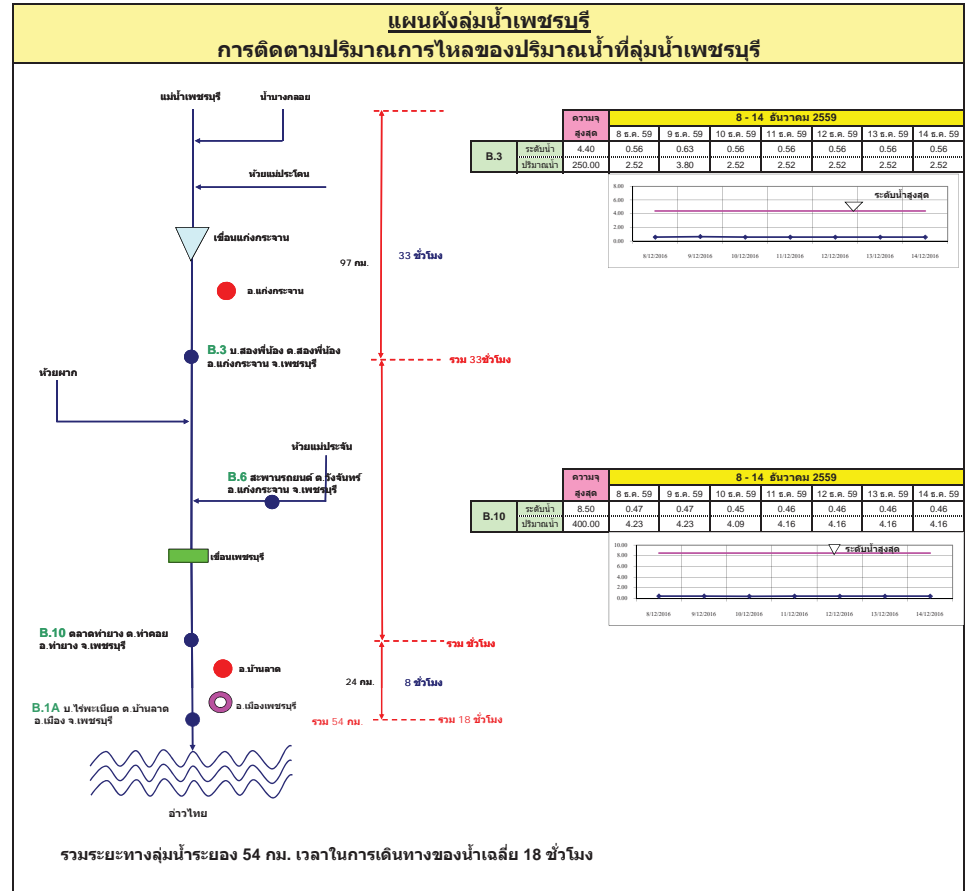 แผนผังลุ่มน้ำเพชรบุรี
การติดตามปริมาณการไหลของปริมาณน้ำที่ลุ่มน้ำเพชรบุรี
แม่น้ำเพชรบุรี
น้ำบางกลอย
ห้วยแม่ประโดน
เขื่อนแก่งกระจาน
97 กม.
33 ชั่วโมง
อ.แก่งกระจาน
B.3 บ.สองพี่น้อง ต.สองพี่น้อง
อ.แก่งกระจาน จ.เพชรบุรี
รวม 33ชั่วโมง
ห้วยผาก
ห้วยแม่ประจัน
B.6 สะพานรถยนต์ ต.วังจันทร์
อ.แก่งกระจาน จ.เพชรบุรี
เขื่อนเพชรบุรี
B.10 ตลาดท่ายาง ต.ท่าคอย
อ.ท่ายาง จ.เพชรบุรี
รวม ชั่วโมง
อ.บ้านลาด
24 กม.
8 ชั่วโมง
อ.เมืองเพชรบุรี
B.1A บ.ไร่พะเนียด ต.บ้านลาด
อ.เมือง จ.เพชรบุรี
รวม 54 กม.
รวม 18 ชั่วโมง
อ่าวไทย
รวมระยะทางลุ่มน้ำระยอง 54 กม. เวลาในการเดินทางของน้ำเฉลี่ย 18 ชั่วโมง
ความจุ
สูงสุด
8 - 14 ธันวาคม 2559
8 ธ.ค. 59 9 ธ.ค. 59 10 ธ.ค. 59 11 ธ.ค. 59 12 ธ.ค. 59 13 ธ.ค. 59 14 ธ.ค. 59
B.3
ระดับน้ำ 4.40 0.56 0.63 0.56 0.56 0.56 0.56 0.56
ปริมาณน้ำ 250.00 2.52 3.80 2.52 2.52 2.52 2.52 2.52
8.00
6.00
4.00
2.00
0.00
ระดับน้ำสูงสุด
8/12/2016 9/12/2016 10/12/2016 11/12/2016 12/12/2016 13/12/2016 14/12/2016
ความจุ
สูงสุด
8 - 14 ธันวาคม 2559
8 ธ.ค. 59 9 ธ.ค. 59 10 ธ.ค. 59 11 ธ.ค. 59 12 ธ.ค. 59 13 ธ.ค. 59 14 ธ.ค. 59
B.10
ระดับน้ำ 8.50 0.47 0.47 0.45 0.46 0.46 0.46 0.46
ปริมาณน้ำ 400.00 4.23 4.23 4.09 4.16 4.16 4.16 4.16
10.00
8.00
6.00
4.00
2.00
0.00
ระดับน้ำสูงสุด
8/12/2016 9/12/2016 10/12/2016 11/12/2016 12/12/2016 13/12/2016 14/12/2016